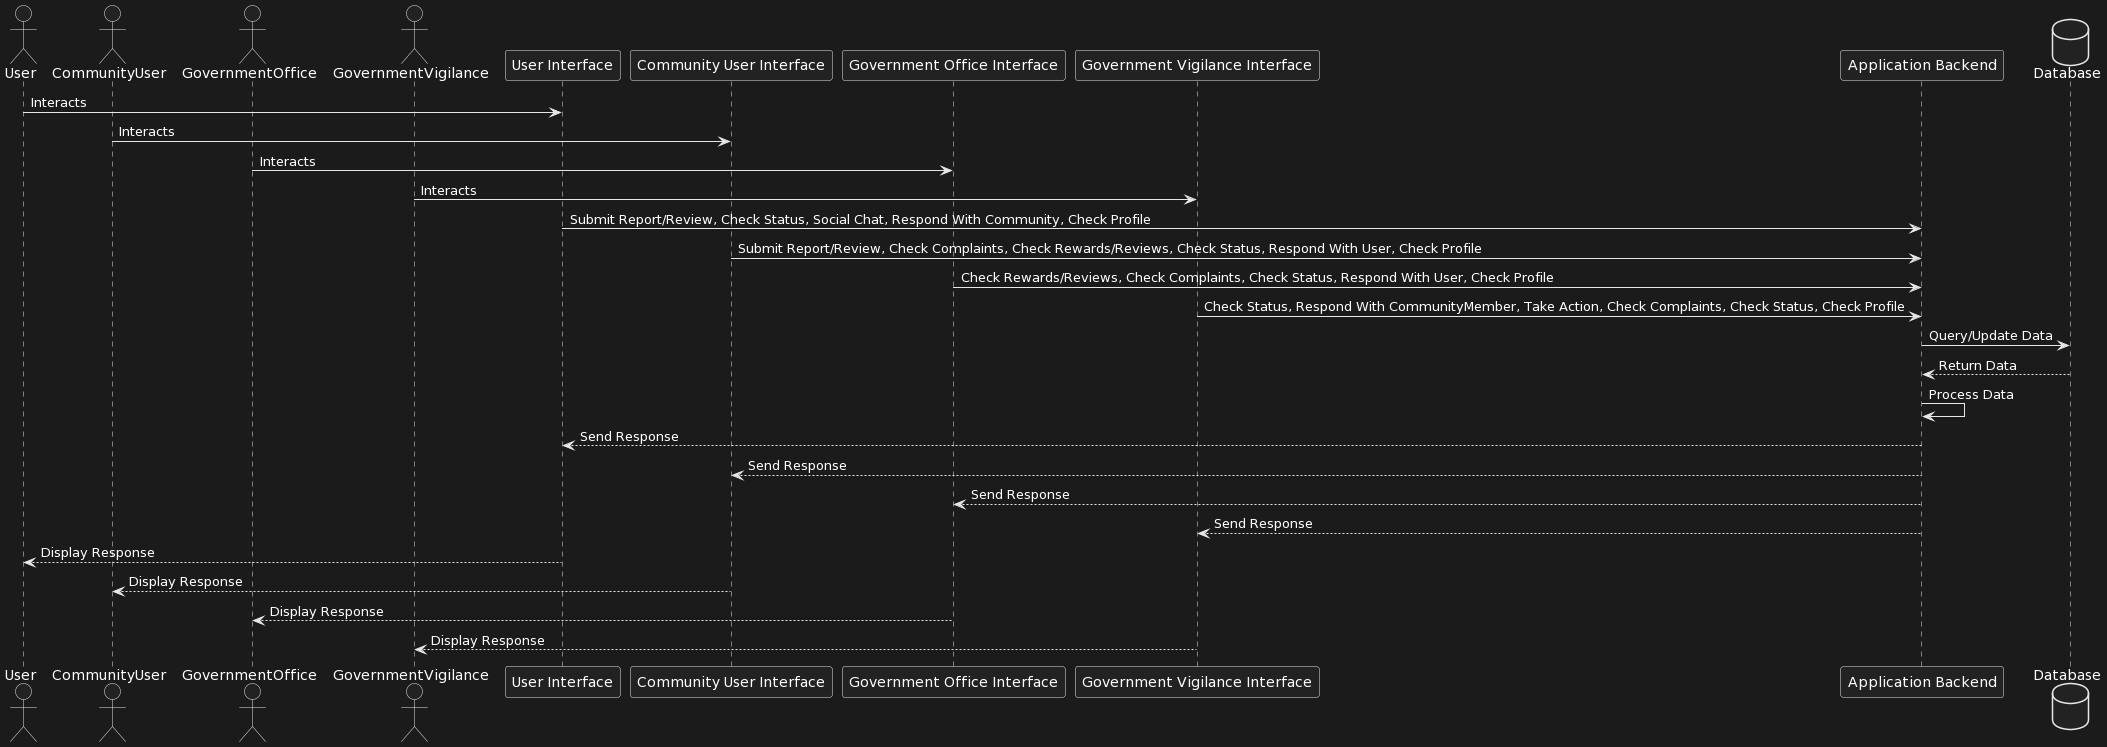 User
CommunityUser
GovernmentOffice
GovernmentVigilance
User Interface
Community User Interface
Government Office Interface
Government Vigilance Interface
Application Backend
Database
Interacts
Interacts
Interacts
Interacts
Submit Report/Review, Check Status, Social Chat, Respond With Community, Check Profile
Submit Report/Review, Check Complaints, Check Rewards/Reviews, Check Status, Respond With User, Check Profile
Check Rewards/Reviews, Check Complaints, Check Status, Respond With User, Check Profile
Check Status, Respond With CommunityMember, Take Action, Check Complaints, Check Status, Check Profile
Query/Update Data
Return Data
Process Data
Send Response
Send Response
Send Response
Send Response
Display Response
Display Response
Display Response
Display Response
User
CommunityUser
GovernmentOffice
GovernmentVigilance
User Interface
Community User Interface
Government Office Interface
Government Vigilance Interface
Application Backend
Database